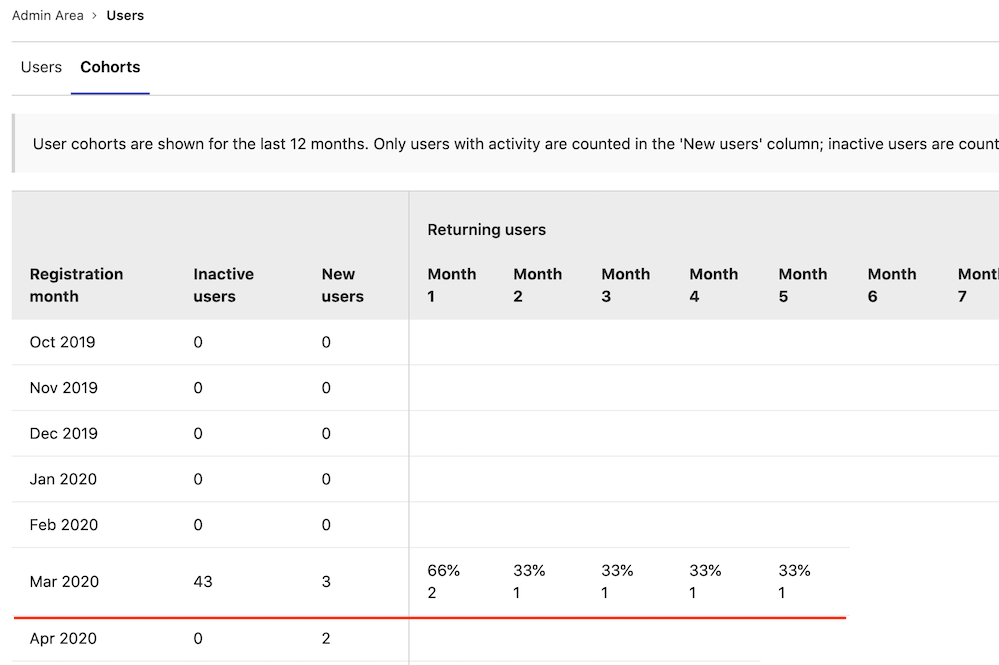 Admin Area > Users
Users Cohorts
User cohorts are shown for the last 12 months. Only users with activity are counted in the 'New users' column; inactive users are
Returning users
Registration month Inactive users New users Month 1 Month 2 Month 3 Month 4 Month 5 Month 6 7
Oct 2019 0 0
Nov 2019 0 0
Dec 2019 0 0
Jan 2020 0 0
Feb 2020 0 0
Mar 2020 43 3 66% 2 33% 1 33% 1 33% 1 33% 1
Apr 2020 0 2